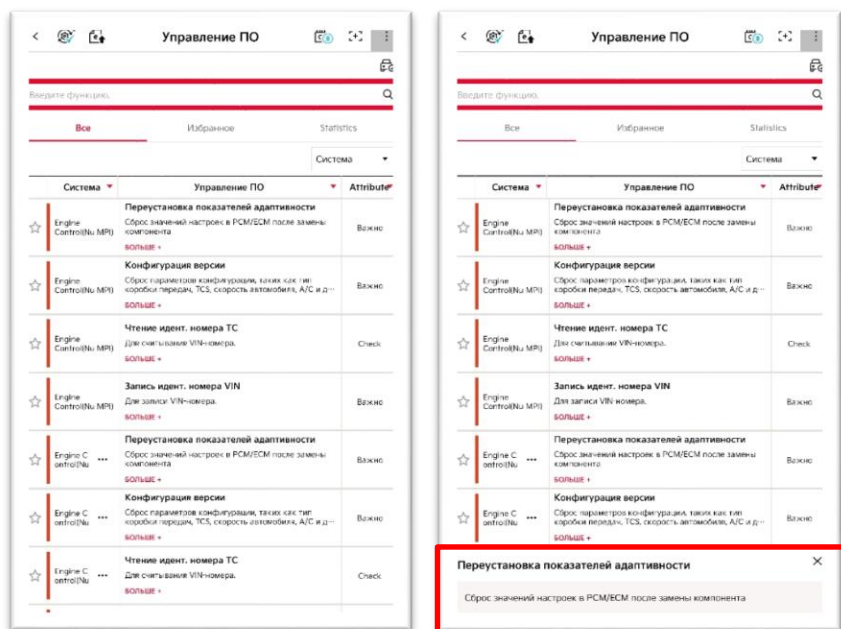 Управление ПО
Введите функцию.
Все Избранное Statistics
Система
Система Управление ПО Attribute
Переустановка показателей адаптивности
Engine Control(Nu MPI) Сброс значений настроек в PCM/ECM после замены компонента Важно
БОЛЬШЕ +
Конфигурация версии
Engine Control(Nu MPI) Сброс параметров конфигурации, таких как тип коробки передач, TCS, скорость автомобиля, A/C и д... Важно
БОЛЬШЕ +
Чтение идент. номера ТС
Engine Control(Nu MPI) Для считывания VIN-номера. Check
БОЛЬШЕ +
Запись идент. номера VIN
Engine Control(Nu MPI) Для записи VIN-номера. Важно
БОЛЬШЕ +
Переустановка показателей адаптивности
Engine C ontrol(Nu ... Сброс значений настроек в PCM/ECM после замены компонента Важно
БОЛЬШЕ +
Конфигурация версии
Engine C ontrol(Nu ... Сброс параметров конфигурации, таких как тип коробки передач, TCS, скорость автомобиля, A/C и д... Важно
БОЛЬШЕ +
Чтение идент. номера ТС
Engine C ontrol(Nu ... Для считывания VIN-номера. Check
БОЛЬШЕ +
Управление ПО
Введите функцию.
Все Избранное Statistics
Система
Система Управление ПО Attribute
Переустановка показателей адаптивности
Engine Control(Nu MPI) Сброс значений настроек в PCM/ECM после замены компонента Важно
БОЛЬШЕ +
Конфигурация версии
Engine Control(Nu MPI) Сброс параметров конфигурации, таких как тип коробки передач, TCS, скорость автомобиля, A/C и д... Важно
БОЛЬШЕ +
Чтение идент. номера ТС
Engine Control(Nu MPI) Для считывания VIN-номера. Check
БОЛЬШЕ +
Запись идент. номера VIN
Engine Control(Nu MPI) Для записи VIN-номера. Важно
БОЛЬШЕ +
Переустановка показателей адаптивности
Engine C ontrol(Nu ... Сброс значений настроек в PCM/ECM после замены компонента Важно
БОЛЬШЕ +
Конфигурация версии
Engine C ontrol(Nu ... Сброс параметров конфигурации, таких как тип коробки передач, TCS, скорость автомобиля, A/C и д... Важно
БОЛЬШЕ +
Переустановка показателей адаптивности
Сброс значений настроек в PCM/ECM после замены компонента